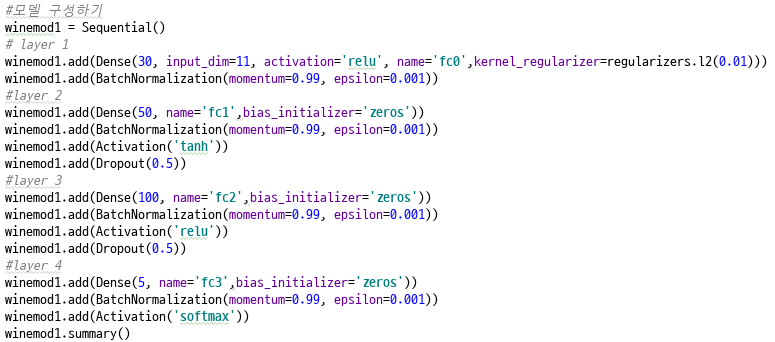 #모델 구성하기
winemod1 = Sequential()
# layer 1
winemod1.add(Dense(30, input_dim=11, activation='relu', name='fc0',kernel_regularizer=regularizers.l2(0.01)))
winemod1.add(BatchNormalization(momentum=0.99, epsilon=0.001))
#layer 2
winemod1.add(Dense(50, name='fc1',bias_initializer='zeros'))
winemod1.add(BatchNormalization(momentum=0.99, epsilon=0.001))
winemod1.add(Activation('tanh'))
winemod1.add(Dropout(0.5))
#layer 3
winemod1.add(Dense(100, name='fc2',bias_initializer='zeros'))
winemod1.add(BatchNormalization(momentum=0.99, epsilon=0.001))
winemod1.add(Activation('relu'))
winemod1.add(Dropout(0.5))
#layer 4
winemod1.add(Dense(5, name='fc3',bias_initializer='zeros'))
winemod1.add(BatchNormalization(momentum=0.99, epsilon=0.001))
winemod1.add(Activation('softmax'))
winemod1.summary()